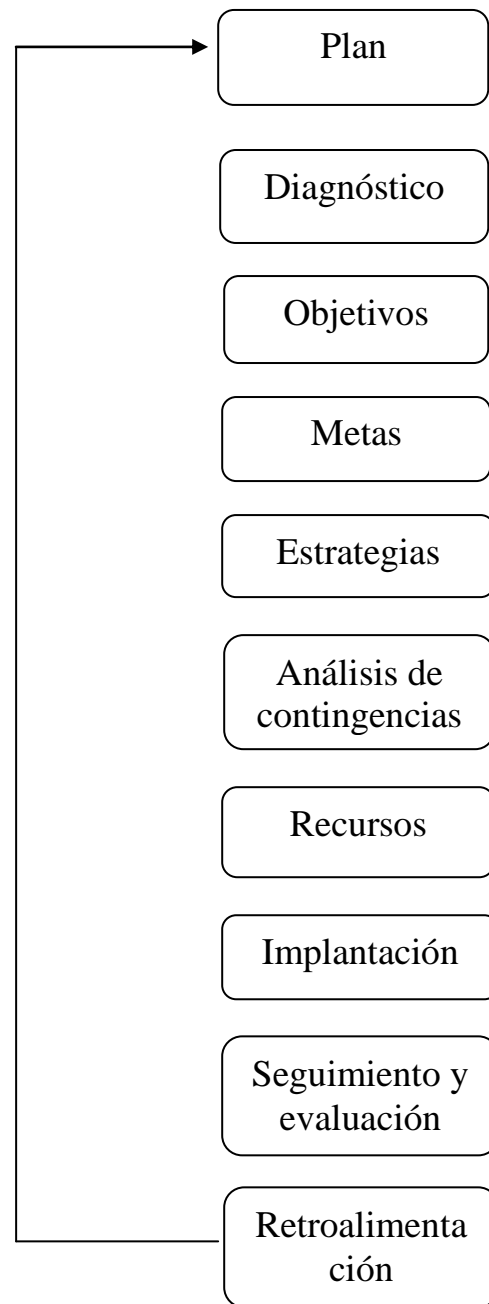 Plan
Diagnóstico
Objetivos
Metas
Estrategias
Análisis de
contingencias
Recursos
Implantación
Seguimiento y
evaluación
Retroalimenta
ción